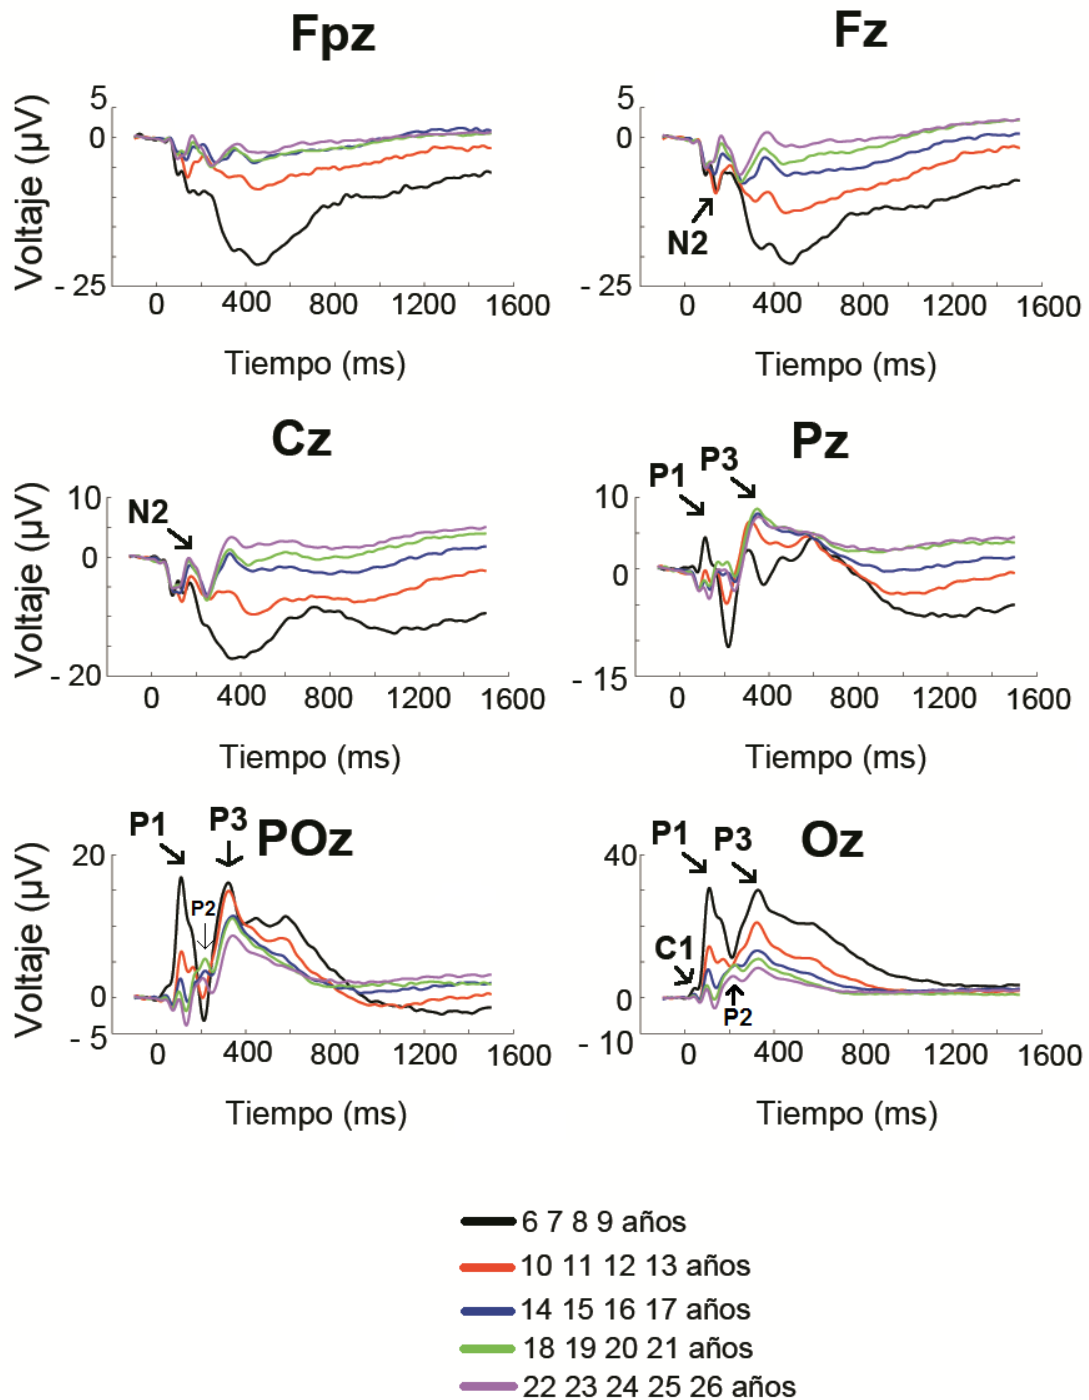 Fpz
Fz
Voltaje (µV)
5
0
- 25
N2
0 400 800 1200 1600
Tiempo (ms)
Voltaje (µV)
5
0
- 25
0 400 800 1200 1600
Tiempo (ms)
Cz
Pz
Voltaje (µV)
10
0
- 20
N2
0 400 800 1200 1600
Tiempo (ms)
P1
P3
10
0
- 15
0 400 800 1200 1600
Tiempo (ms)
POz
Oz
Voltaje (µV)
20
0
- 5
P1
P3
P2
0 400 800 1200 1600
Tiempo (ms)
Voltaje (µV)
40
0
- 10
P1
P3
C1
P2
0 400 800 1200 1600
Tiempo (ms)
6 7 8 9 años
10 11 12 13 años
14 15 16 17 años
18 19 20 21 años
22 23 24 25 26 años